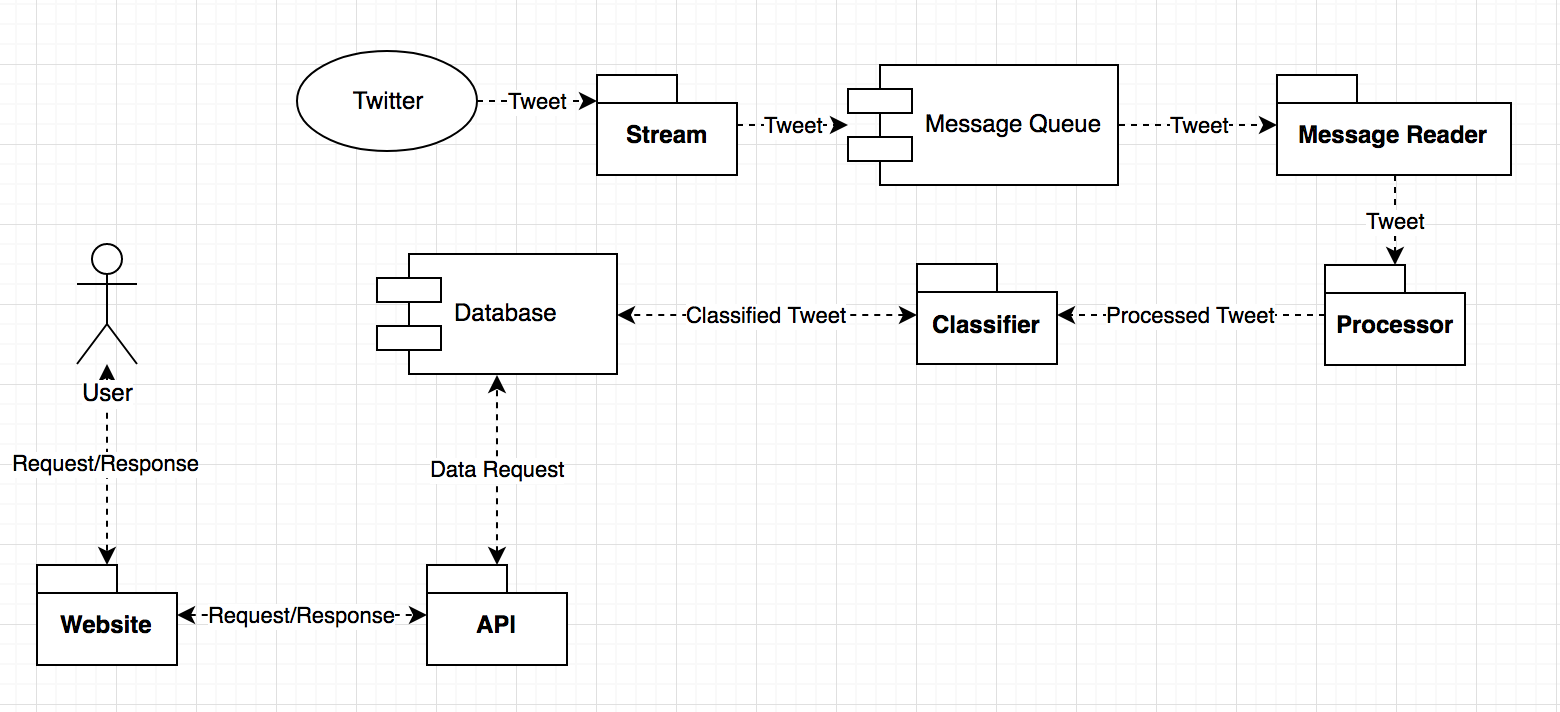 Twitter
Tweet
Stream
Tweet
Message Queue
Tweet
Message Reader
Tweet
Processor
Processed Tweet
Classifier
Classified Tweet
Database
User
Request/Response
Data Request
Website
Request/Response
API